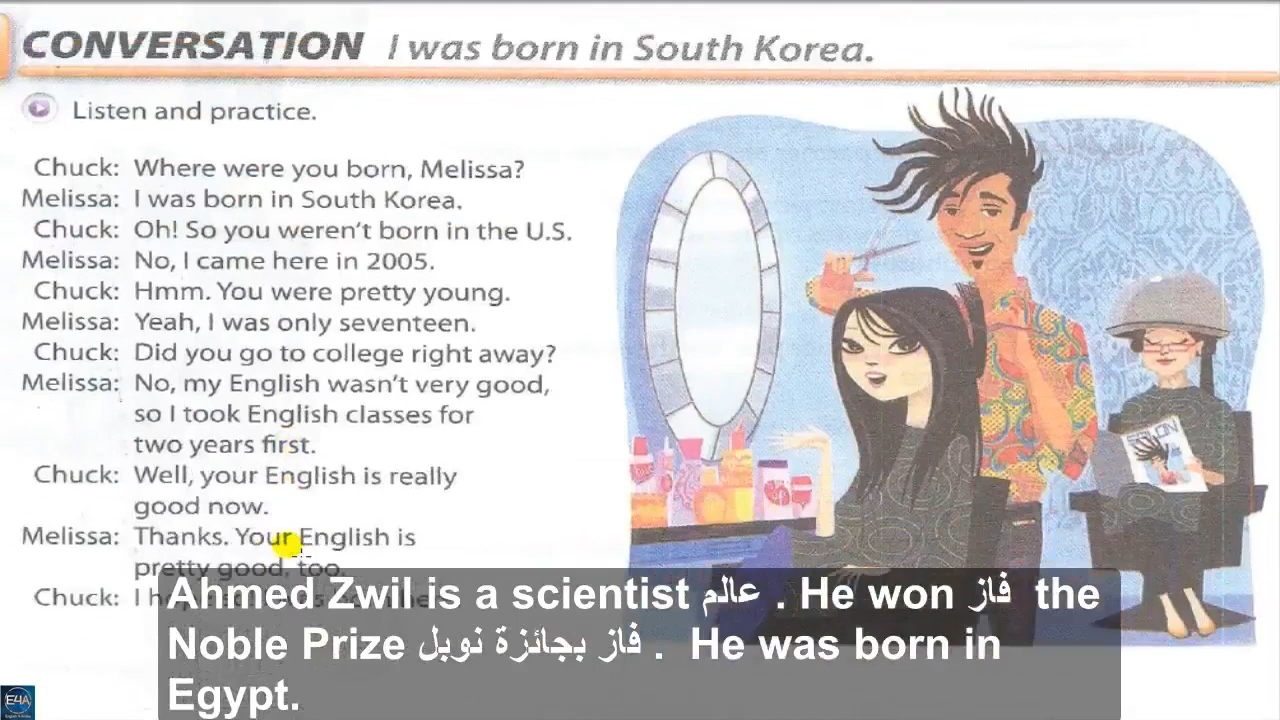 CONVERSATION I was born in South Korea.
Listen and practice.
Chuck: Where were you born, Melissa?
Melissa: I was born in South Korea.
Chuck: Oh! So you weren't born in the U.S.
Melissa: No, I came here in 2005.
Chuck: Hmm. You were pretty young.
Melissa: Yeah, I was only seventeen.
Chuck: Did you go to college right away?
Melissa: No, my English wasn't very good,
so I took English classes for
two years first.
Chuck: Well, your English is really
good now.
Melissa: Thanks. Your English is
pretty good, too.
Chuck: I
SALON
Ahmed Zwil is a scientist عالم . He won فاز the
Noble Prize فاز بجائزة نوبل . He was born in
Egypt.
E4A